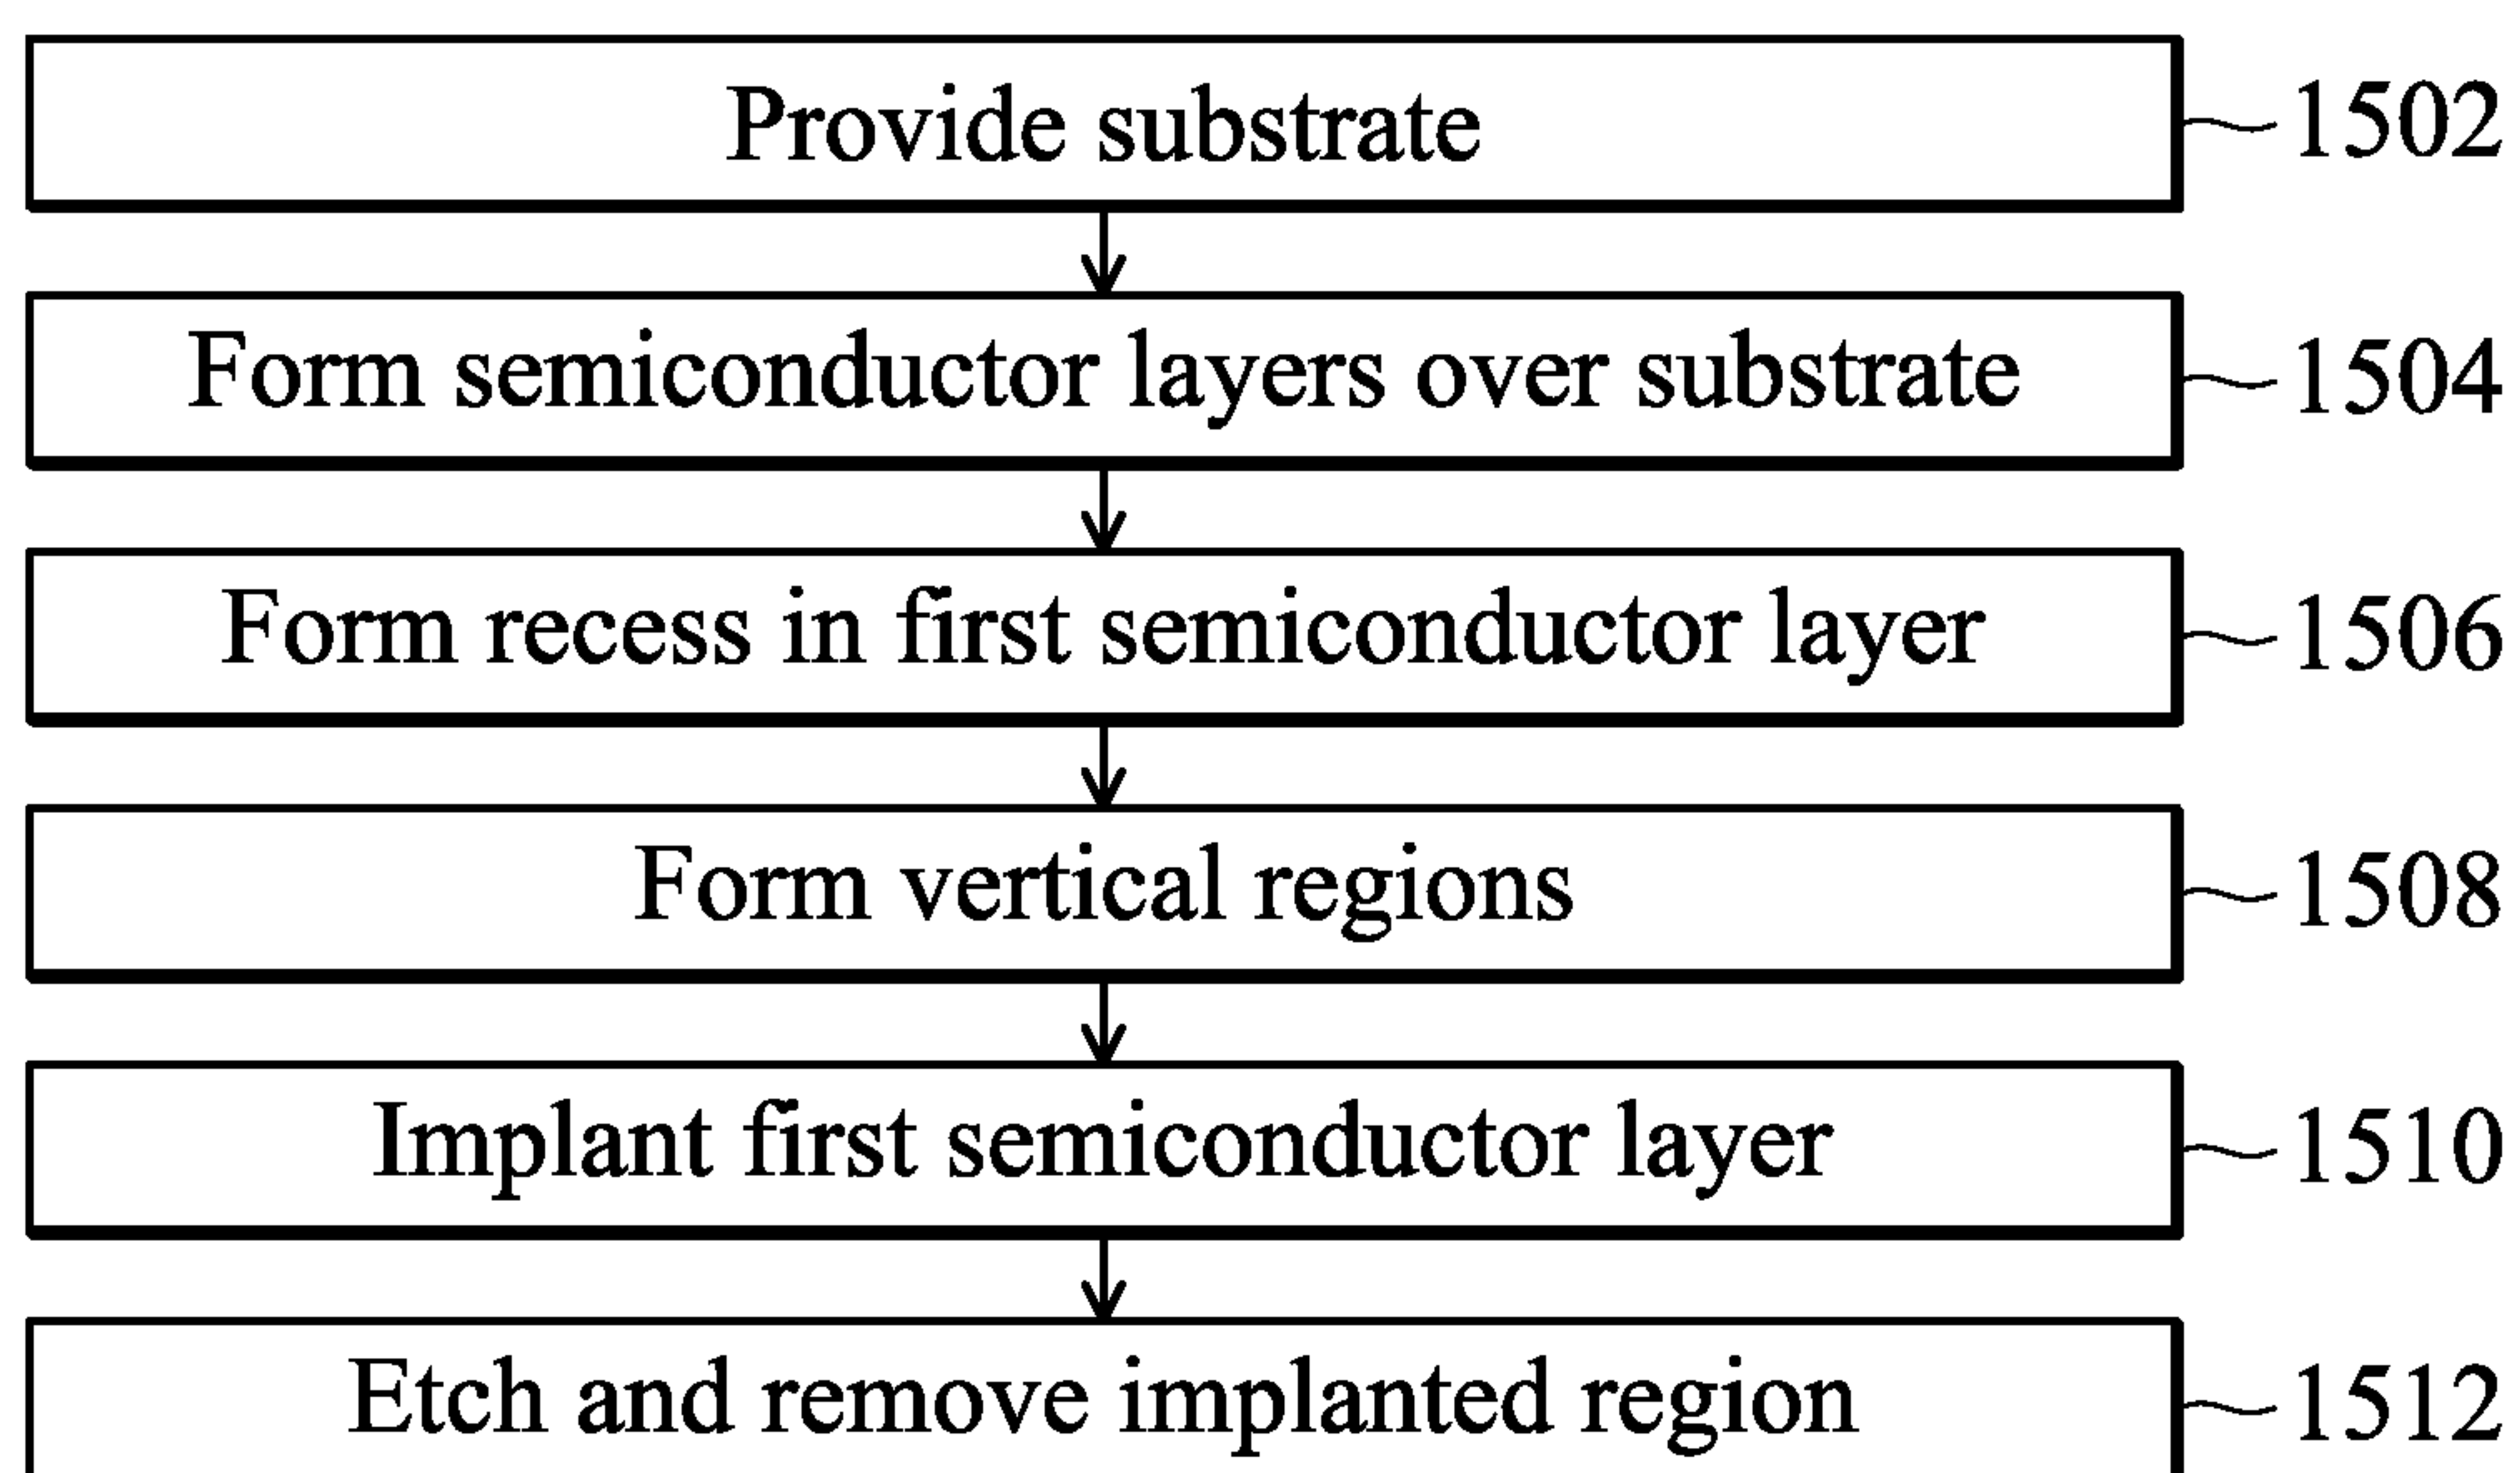 Provide substrate 1502
Form semiconductor layers over substrate 1504
Form recess in first semiconductor layer 1506
Form vertical regions 1508
Implant first semiconductor layer 1510
Etch and remove implanted region 1512